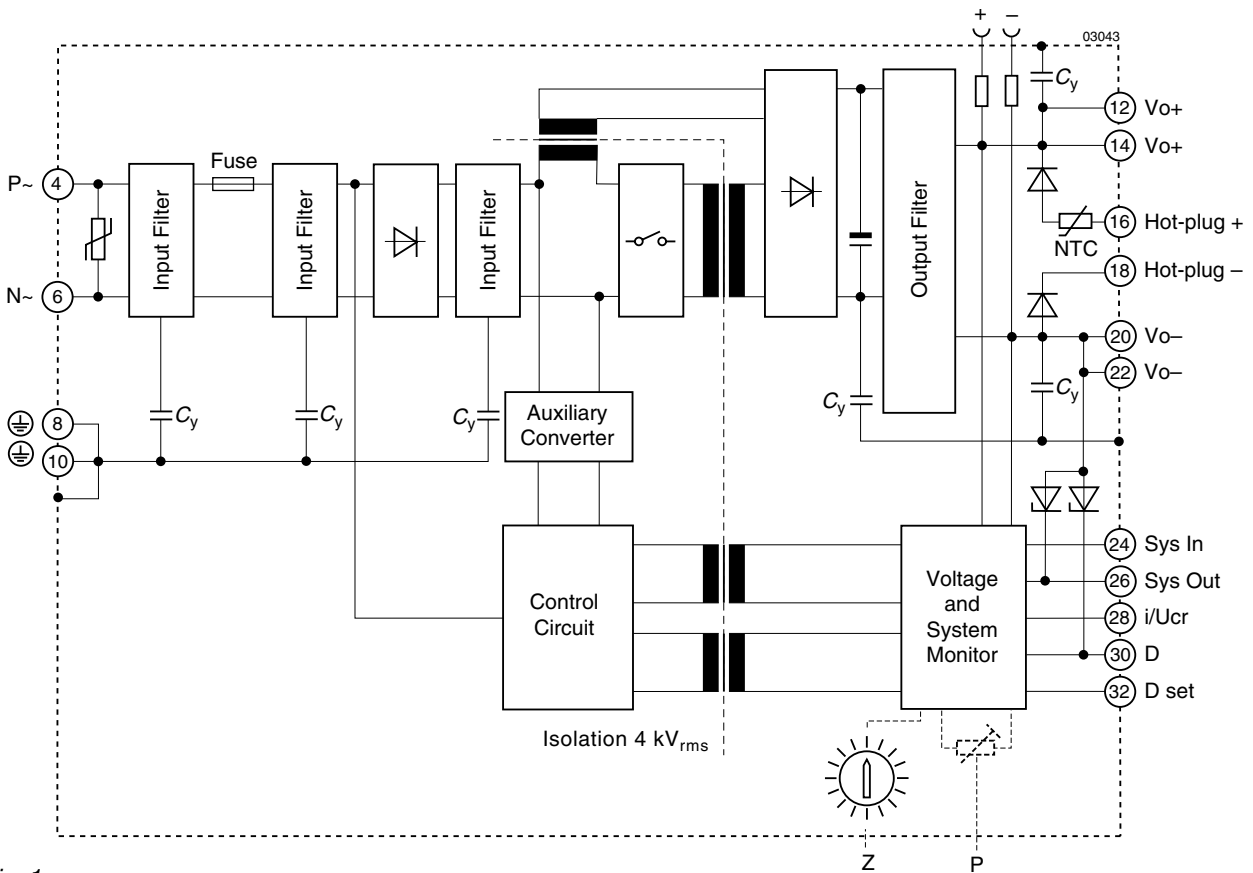 + –
03043
Cy
12 Vo+
14 Vo+
Fuse
P~ 4
Input Filter
Input Filter
Input Filter
Output Filter
16 Hot-plug +
NTC
18 Hot-plug –
N~ 6
20 Vo–
22 Vo–
Cy
Cy
Cy
Cy
Cy
8
10
Auxiliary
Converter
Control
Circuit
Voltage
and
System
Monitor
24 Sys In
26 Sys Out
28 i/Ucr
30 D
32 D set
Isolation 4 kVrms
Z
P